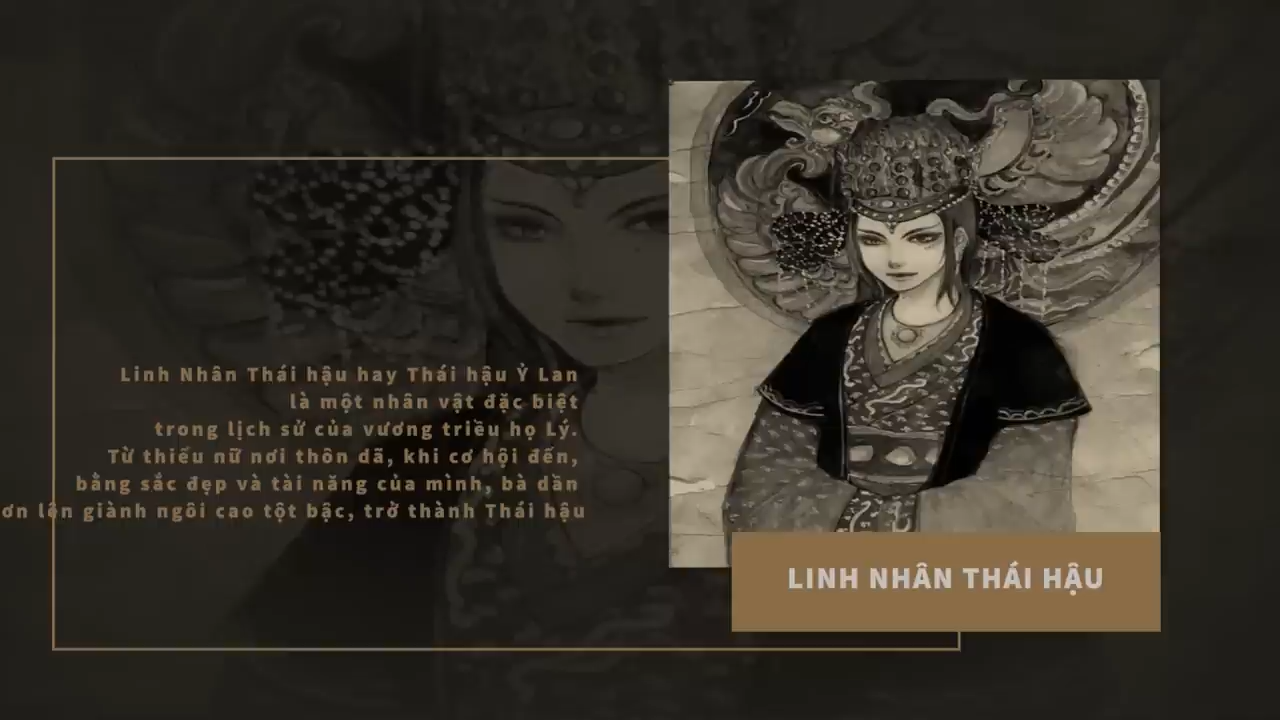 Linh Nhân Thái hậu hay Thái hậu Ỷ Lan
là một nhân vật đặc biệt
trong lịch sử của vương triều họ Lý.
Từ thiếu nữ nơi thôn dã, khi cơ hội đến,
bằng sắc đẹp và tài năng của mình, bà dần
lên giành ngôi cao tột bậc, trở thành Thái hậu
LINH NHÂN THÁI HẬU